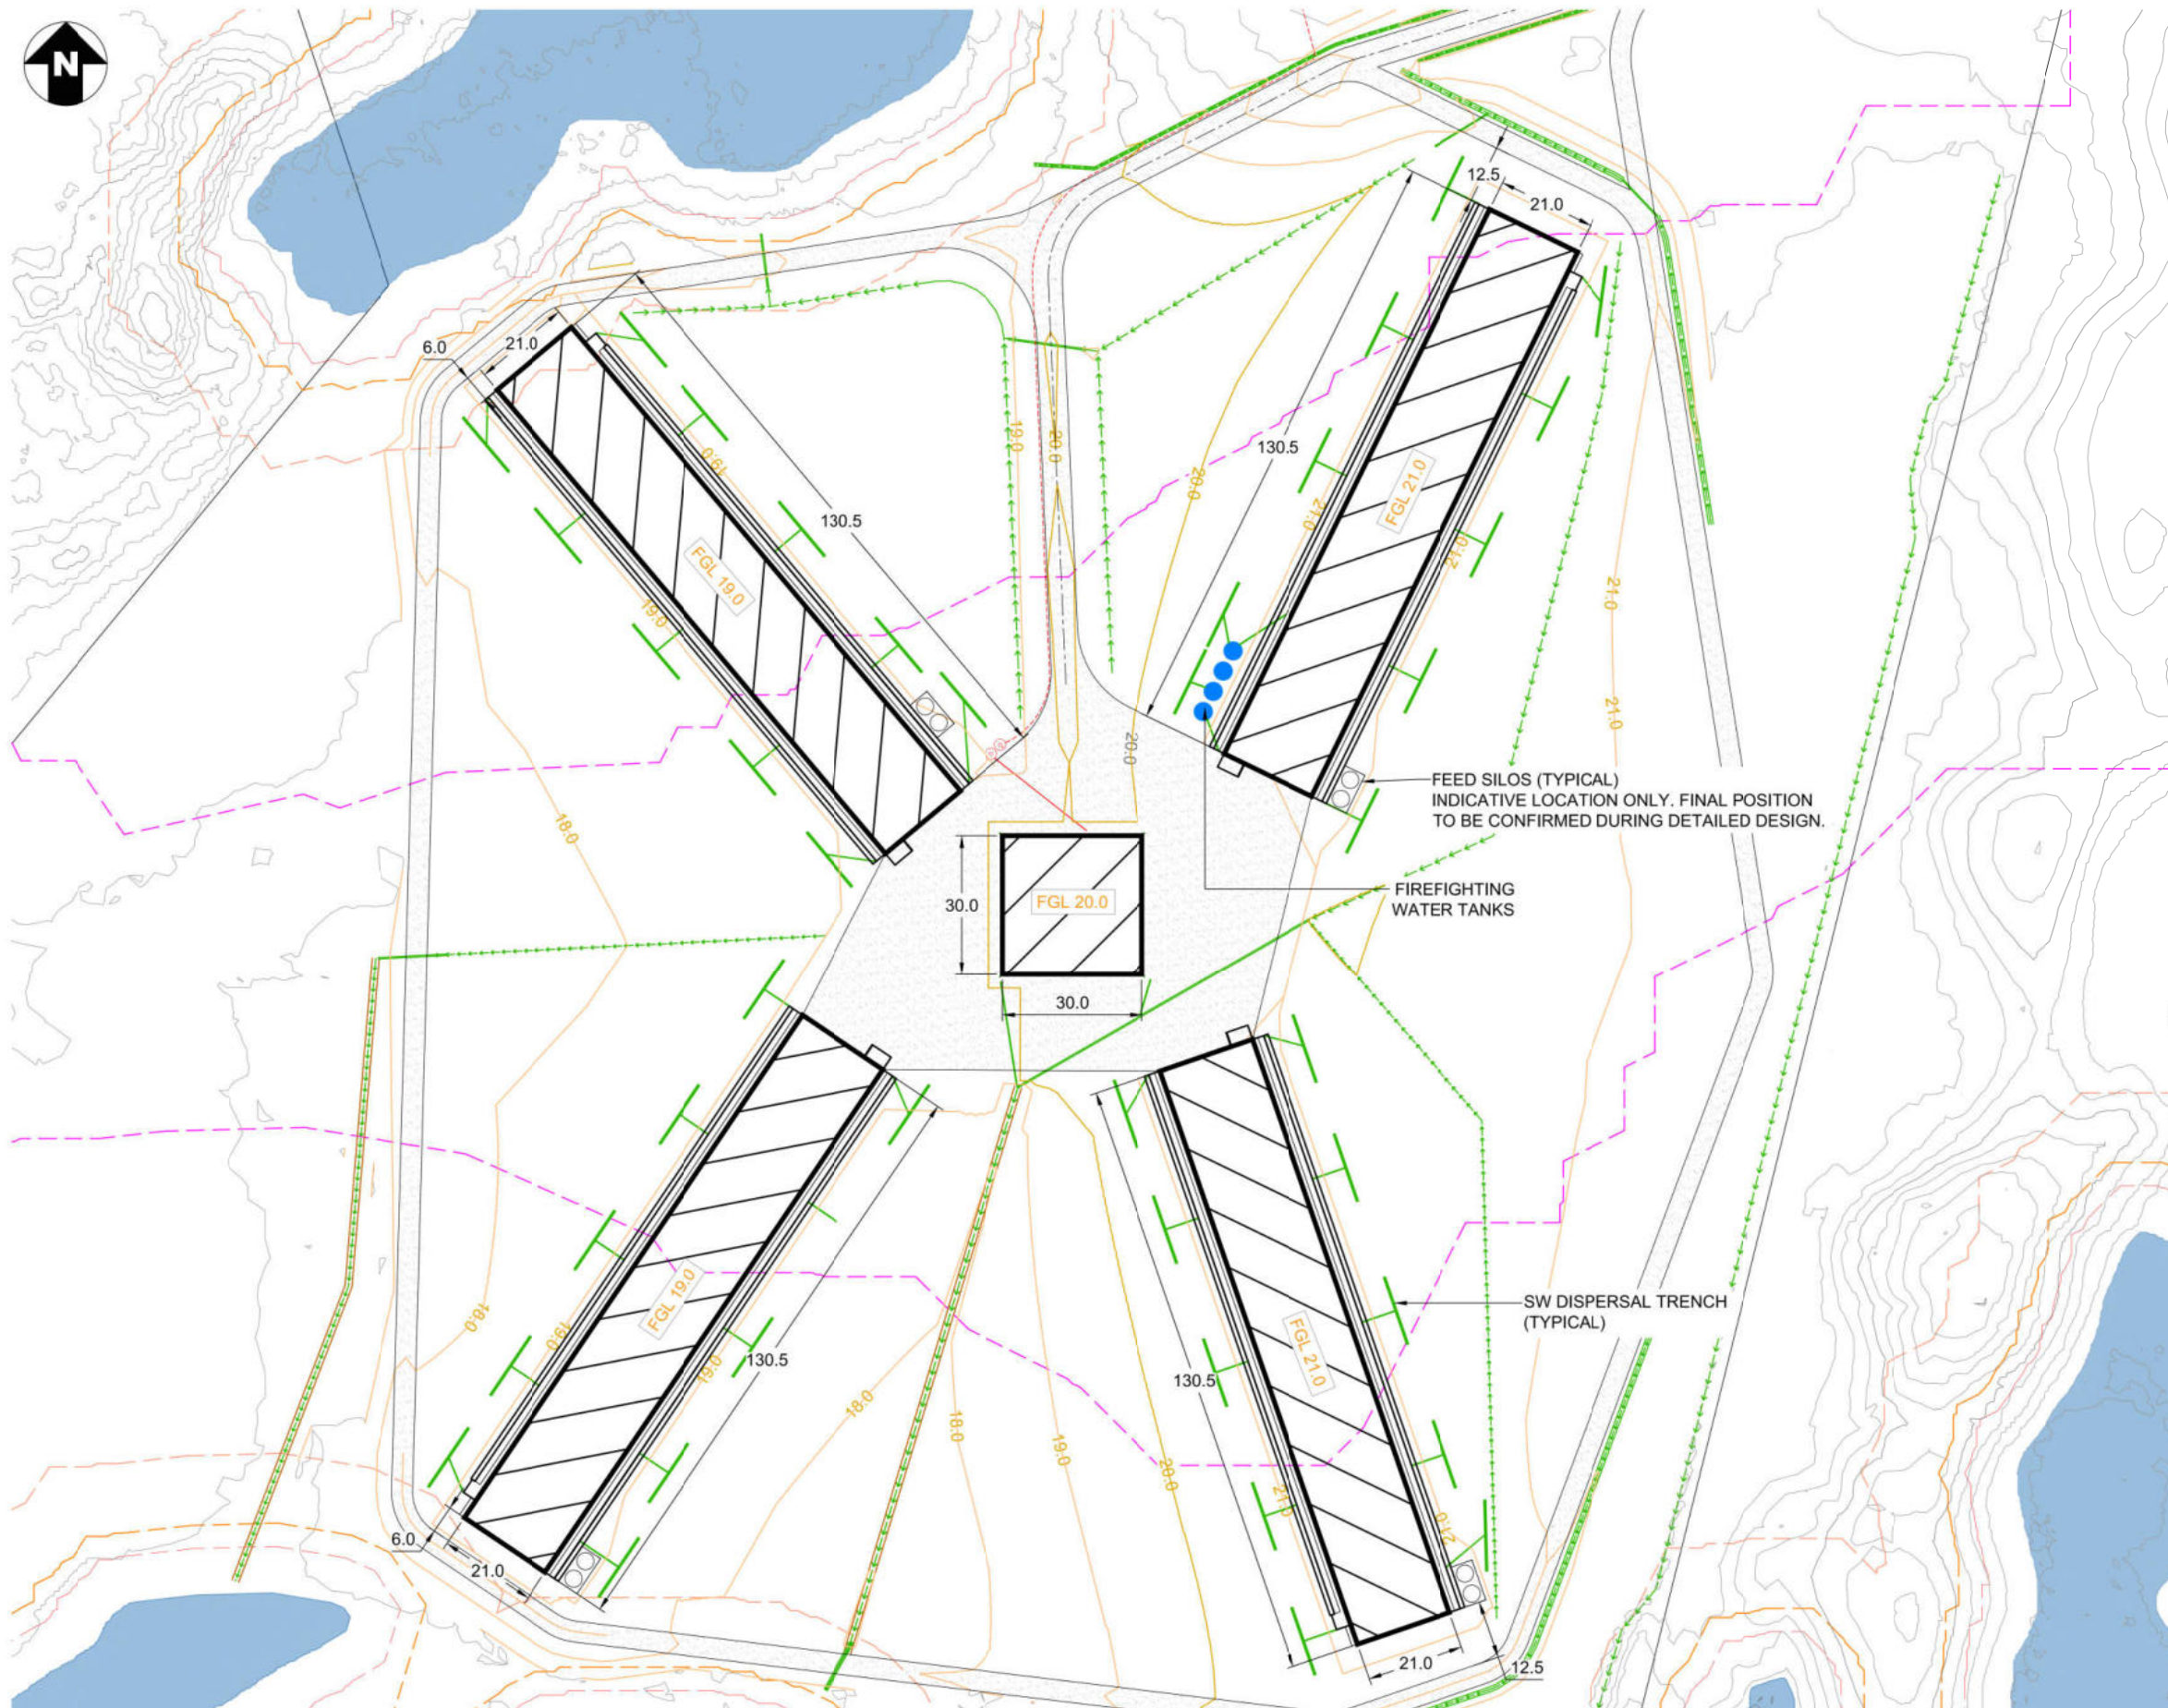 N
12.5
21.0
6.0
21.0
19.0
20.0
130.5
20.0
19.0
FGL 21.0
21.0
130.5
FGL 19.0
21.0
19.0
21.0
21.0
20.0
FEED SILOS (TYPICAL)
INDICATIVE LOCATION ONLY. FINAL POSITION
TO BE CONFIRMED DURING DETAILED DESIGN.
18.0
FIREFIGHTING
WATER TANKS
30.0
FGL 20.0
30.0
FGL 19.0
18.0
19.0
SW DISPERSAL TRENCH
(TYPICAL)
19.0
130.5
FGL 21.0
130.5
18.0
18.0
19.0
20.0
21.0
21.0
6.0
21.0
21.0
12.5